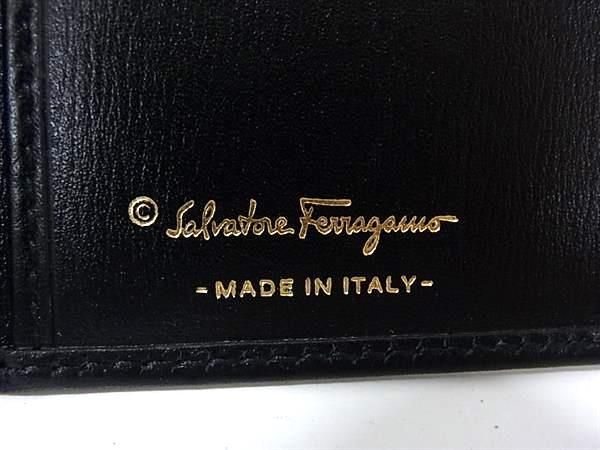 © Salvatore Ferragamo
- MADE IN ITALY -